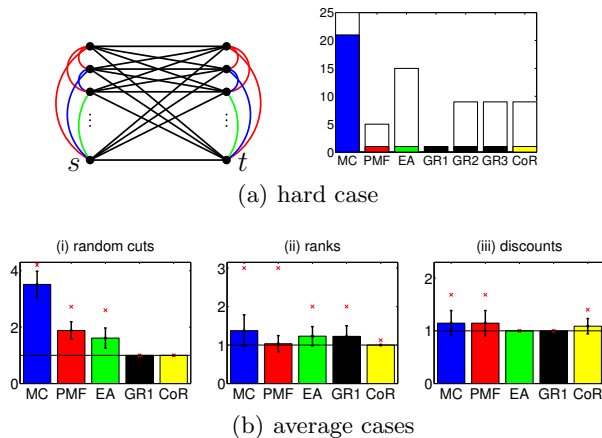 s
t
⋮
⋮
25
20
15
10
5
0
MC PMF EA GR1 GR2 GR3 CoR
(a) hard case
(i) random cuts
4
2
0
MC PMF EA GR1 CoR
(ii) ranks
3
2
1
0
MC PMF EA GR1 CoR
(iii) discounts
2
1
0
MC PMF EA GR1 CoR
(b) average cases